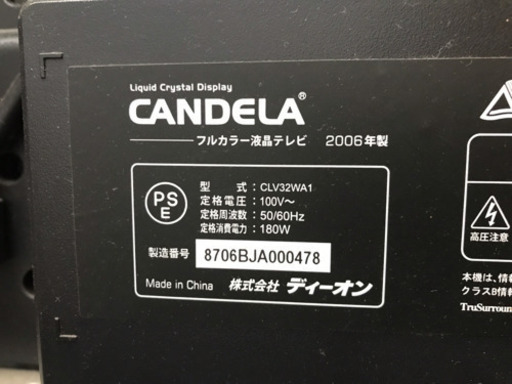 Liquid Crystal Display
CANDELA®
フルカラー液晶テレビ 2006年製
PS
E
型 式：CLV32WA1
定格電圧：100V～
定格周波数：50/60Hz
定格消費電力：180W
製造番号 8706BJA000478
Made in China 株式会社 ディーオン
高圧注意
本機は、情報
クラスB情報
TruSurround